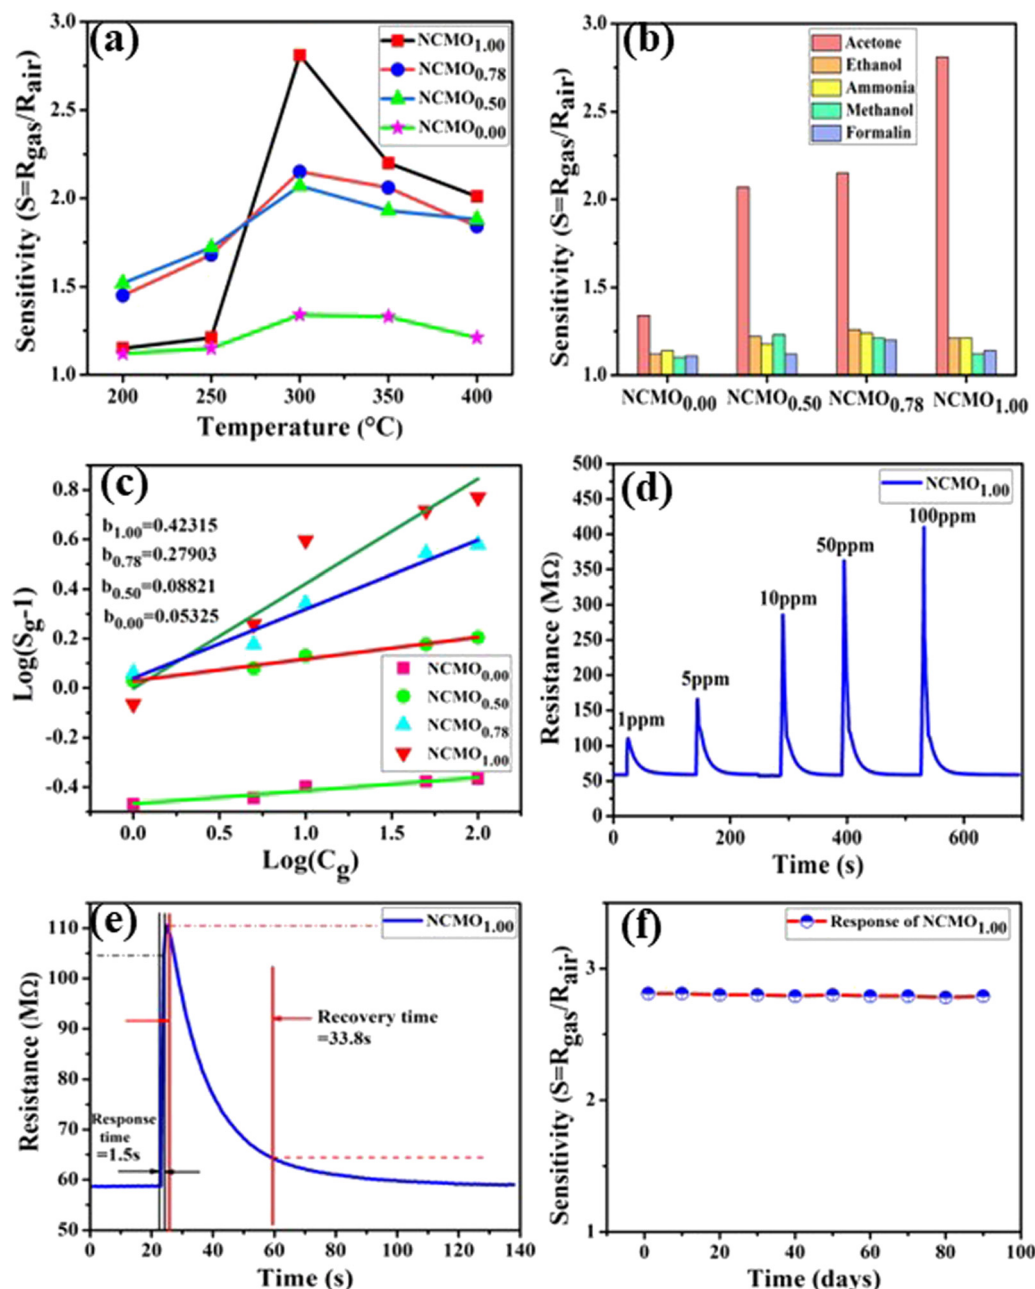 (a)
3.0
2.5
2.0
1.5
1.0
Sensitivity (S=Rgas/Rair)
NCMO1.00
NCMO0.78
NCMO0.50
NCMO0.00
200 250 300 350 400
Temperature (°C)
(b)
3.0
2.5
2.0
1.5
1.0
Sensitivity (S=Rgas/Rair)
Acetone
Ethanol
Ammonia
Methanol
Formalin
NCMO0.00 NCMO0.50 NCMO0.78 NCMO1.00
(c)
0.8
0.6
0.4
0.2
0.0
-0.2
-0.4
Log(Sg-1)
b1.00=0.42315
b0.78=0.27903
b0.50=0.08821
b0.00=0.05325
NCMO0.00
NCMO0.50
NCMO0.78
NCMO1.00
0.0 0.5 1.0 1.5 2.0
Log(Cg)
(d)
500
450
400
350
300
250
200
150
100
50
0
Resistance (MΩ)
NCMO1.00
1ppm
5ppm
10ppm
50ppm
100ppm
0 200 400 600
Time (s)
(e)
110
100
90
80
70
60
50
Resistance (MΩ)
NCMO1.00
Recovery time
=33.8s
Response
time
=1.5s
0 20 40 60 80 100 120 140
Time (s)
(f)
3
2
1
Sensitivity (S=Rgas/Rair)
Response of NCMO1.00
0 20 40 60 80 100
Time (days)